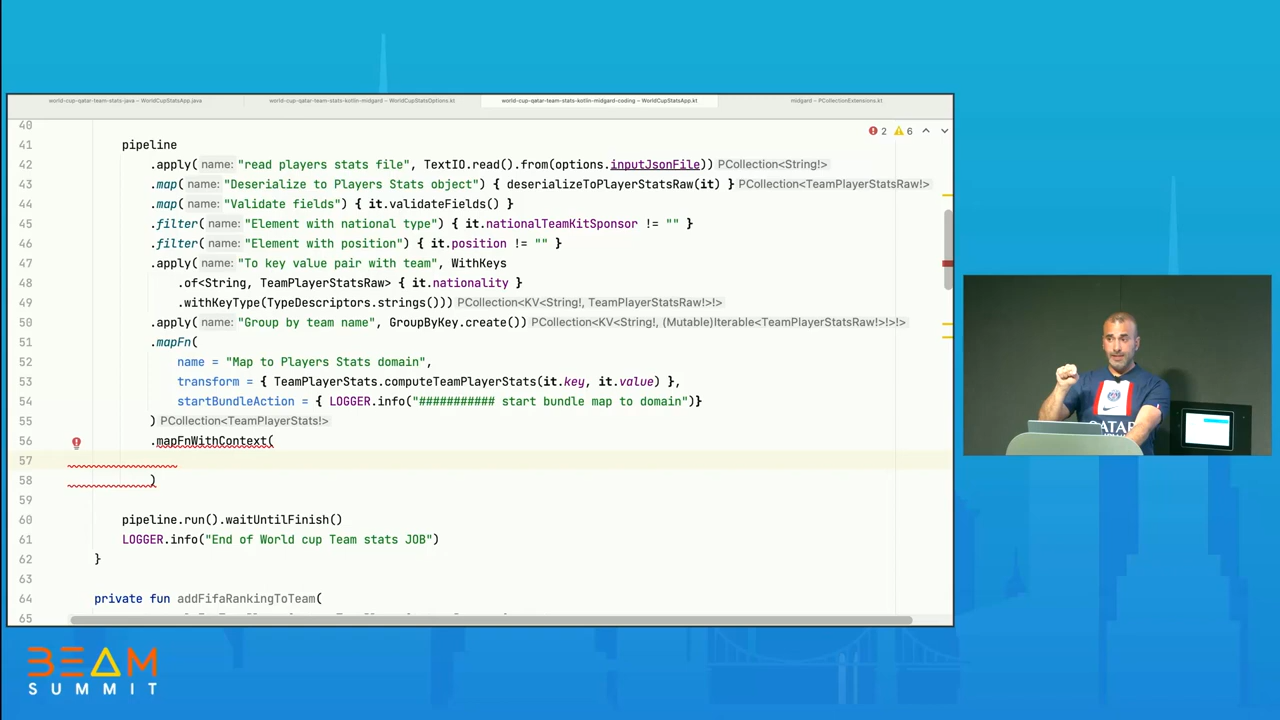 world-cup-qatar-team-stats-java – WorldCupStatsApp.java
world-cup-qatar-team-stats-kotlin-midgard – WorldCupStatsOptions.kt
world-cup-qatar-team-stats-kotlin-midgard-coding – WorldCupStatsApp.kt
midgard – PCollectionExtensions.kt
2 6
40
41 pipeline
42 .apply( name: "read players stats file", TextIO.read().from(options.inputJsonFile)) PCollection<String!>
43 .map( name: "Deserialize to Players Stats object") { deserializeToPlayerStatsRaw(it) } PCollection<TeamPlayerStatsRaw!>
44 .map( name: "Validate fields") { it.validateFields() }
45 .filter( name: "Element with national type") { it.nationalTeamKitSponsor != "" }
46 .filter( name: "Element with position") { it.position != "" }
47 .apply( name: "To key value pair with team", WithKeys
48 .of<String, TeamPlayerStatsRaw> { it.nationality }
49 .withKeyType(TypeDescriptors.strings())) PCollection<KV<String!, TeamPlayerStatsRaw!>!>
50 .apply( name: "Group by team name", GroupByKey.create()) PCollection<KV<String!, (Mutable)Iterable<TeamPlayerStatsRaw!>!>!>
51 .mapFn(
52 name = "Map to Players Stats domain",
53 transform = { TeamPlayerStats.computeTeamPlayerStats(it.key, it.value) },
54 startBundleAction = { LOGGER.info("########### start bundle map to domain")}
55 ) PCollection<TeamPlayerStats!>
56 .mapFnWithContext(
57
58 )
59
60 pipeline.run().waitUntilFinish()
61 LOGGER.info("End of World cup Team stats JOB")
62 }
63
64 private fun addFifaRankingToTeam(
65
QATAR
BEAM
SUMMIT